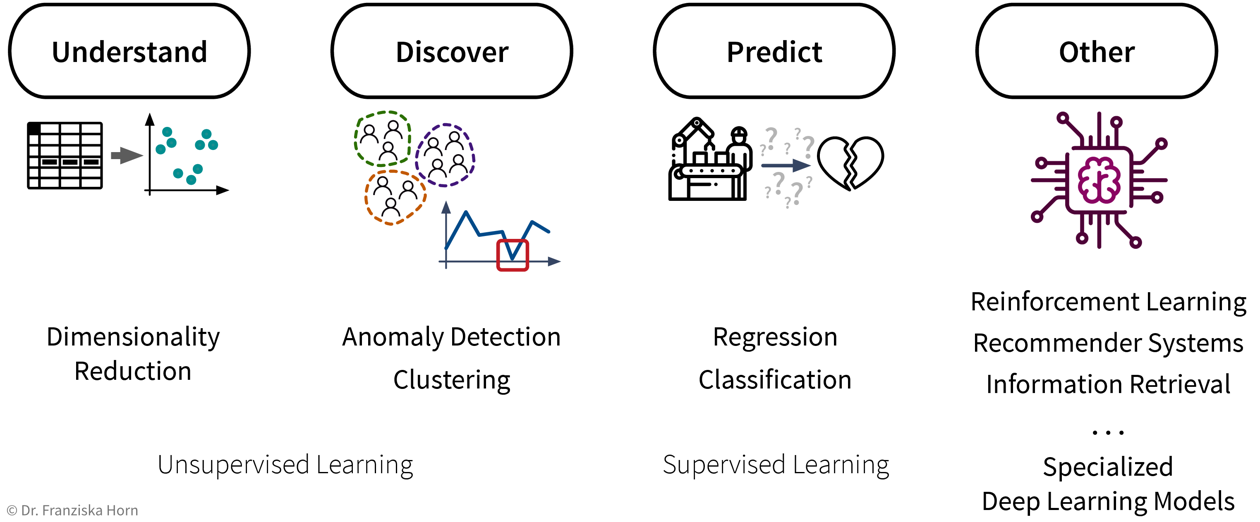 Understand
Discover
Predict
Other
? ? ? ? ? ? ? ? ?
Dimensionality
Reduction
Anomaly Detection
Clustering
Regression
Classification
Reinforcement Learning
Recommender Systems
Information Retrieval
...
Specialized
Deep Learning Models
Unsupervised Learning
Supervised Learning
© Dr. Franziska Horn